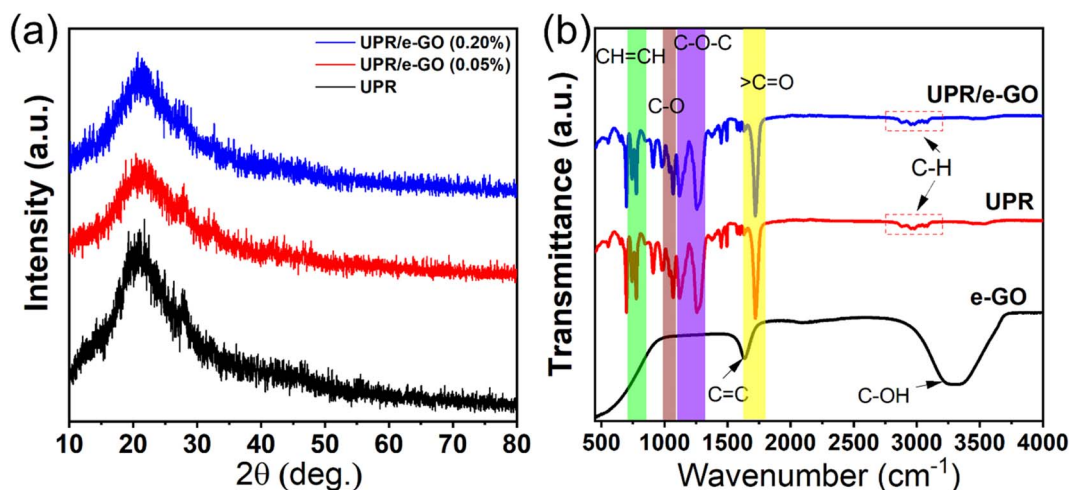 (a)
UPR/e-GO (0.20%)
UPR/e-GO (0.05%)
UPR
Intensity (a.u.)
10 20 30 40 50 60 70 80
2θ (deg.)
(b)
C-O-C
CH=CH
>C=O
C-O
UPR/e-GO
C-H
UPR
e-GO
C=C
C-OH
Transmittance (a.u.)
500 1000 1500 2000 2500 3000 3500 4000
Wavenumber (cm⁻¹)